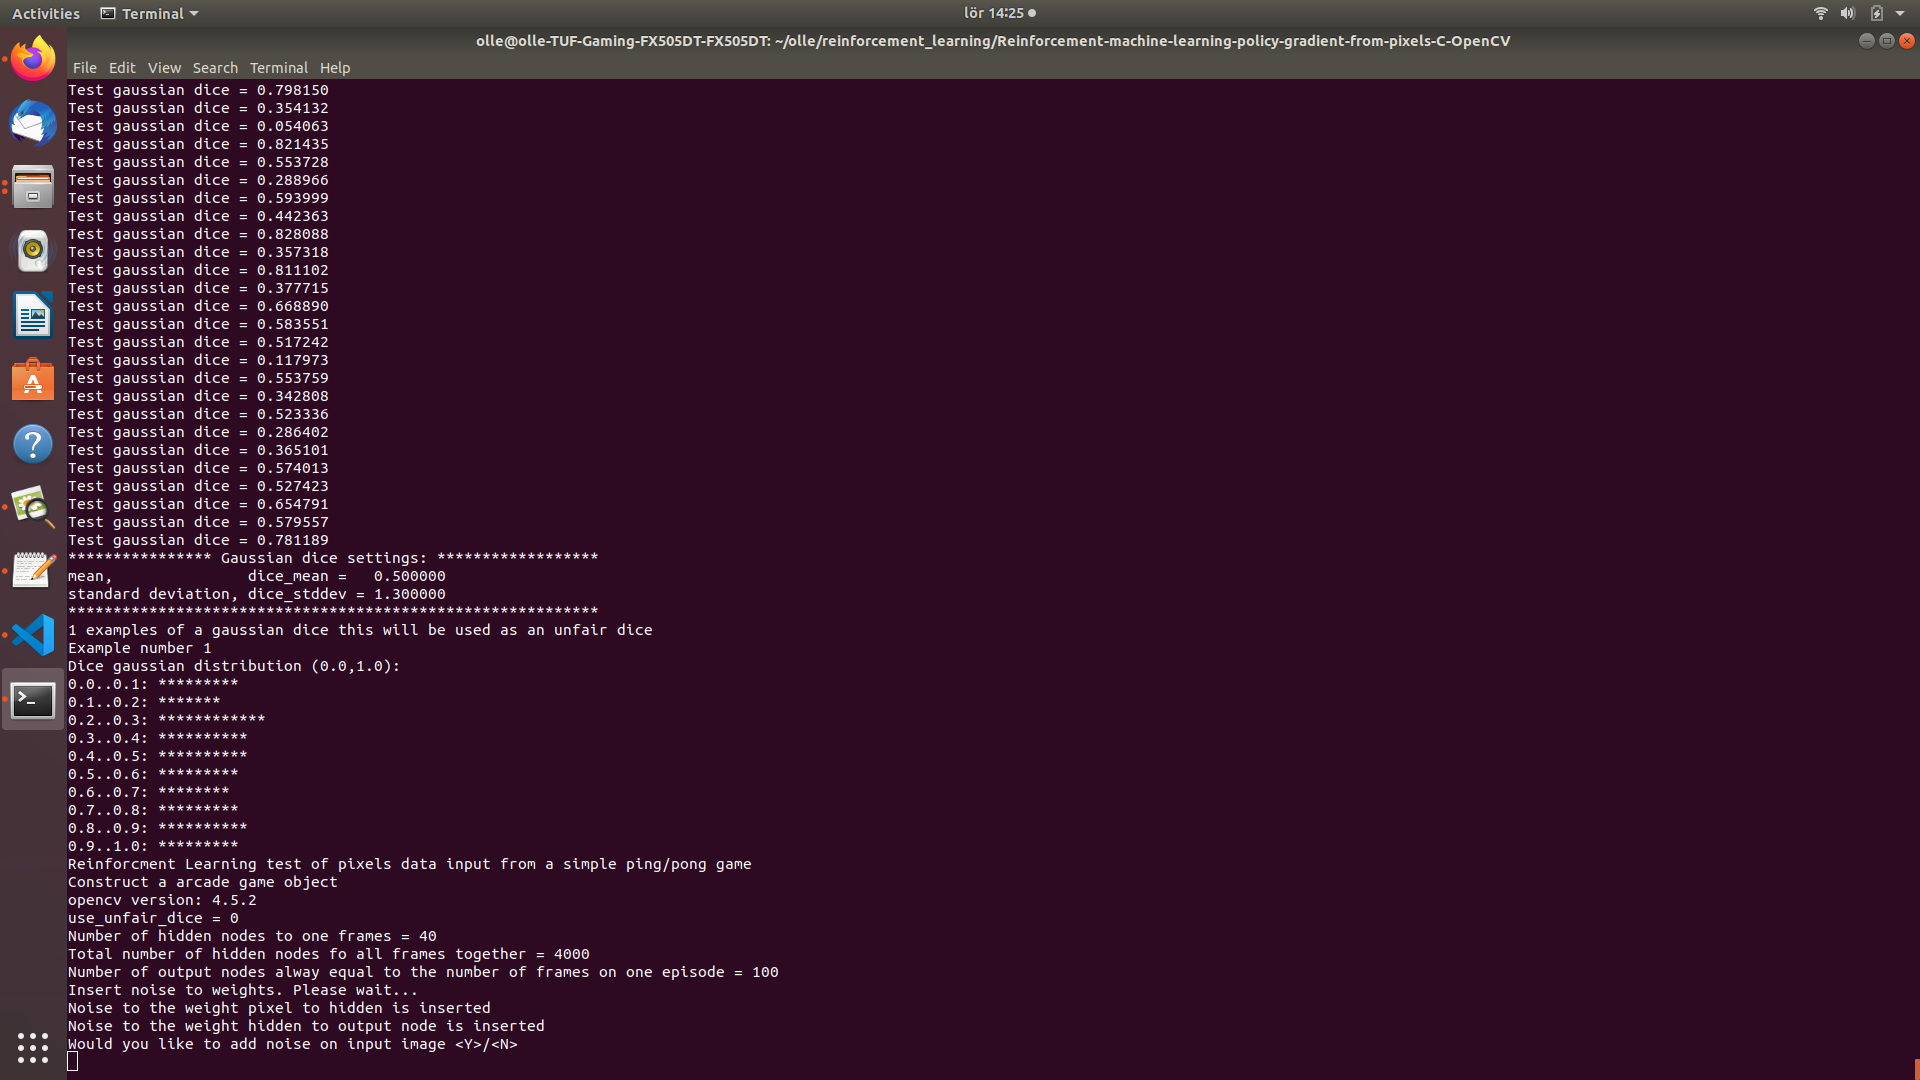 Activities Terminal lör 14:25
olle@olle-TUF-Gaming-FX505DT-FX505DT: ~/olle/reinforcement_learning/Reinforcement-machine-learning-policy-gradient-from-pixels-C-OpenCV
File Edit View Search Terminal Help
Test gaussian dice = 0.798150
Test gaussian dice = 0.354132
Test gaussian dice = 0.054063
Test gaussian dice = 0.821435
Test gaussian dice = 0.553728
Test gaussian dice = 0.288966
Test gaussian dice = 0.593999
Test gaussian dice = 0.442363
Test gaussian dice = 0.828088
Test gaussian dice = 0.357318
Test gaussian dice = 0.811102
Test gaussian dice = 0.377715
Test gaussian dice = 0.668890
Test gaussian dice = 0.583551
Test gaussian dice = 0.517242
Test gaussian dice = 0.117973
Test gaussian dice = 0.553759
Test gaussian dice = 0.342808
Test gaussian dice = 0.523336
Test gaussian dice = 0.286402
Test gaussian dice = 0.365101
Test gaussian dice = 0.574013
Test gaussian dice = 0.527423
Test gaussian dice = 0.654791
Test gaussian dice = 0.579557
Test gaussian dice = 0.781189
**************** Gaussian dice settings: ******************
mean,               dice_mean =   0.500000
standard deviation, dice_stddev = 1.300000
***********************************************************
1 examples of a gaussian dice this will be used as an unfair dice
Example number 1
Dice gaussian distribution (0.0,1.0):
0.0..0.1: *********
0.1..0.2: *******
0.2..0.3: ************
0.3..0.4: **********
0.4..0.5: **********
0.5..0.6: *********
0.6..0.7: ********
0.7..0.8: *********
0.8..0.9: **********
0.9..1.0: *********
Reinforcment Learning test of pixels data input from a simple ping/pong game
Construct a arcade game object
opencv version: 4.5.2
use_unfair_dice = 0
Number of hidden nodes to one frames = 40
Total number of hidden nodes fo all frames together = 4000
Number of output nodes alway equal to the number of frames on one episode = 100
Insert noise to weights. Please wait...
Noise to the weight pixel to hidden is inserted
Noise to the weight hidden to output node is inserted
Would you like to add noise on input image <Y>/<N>